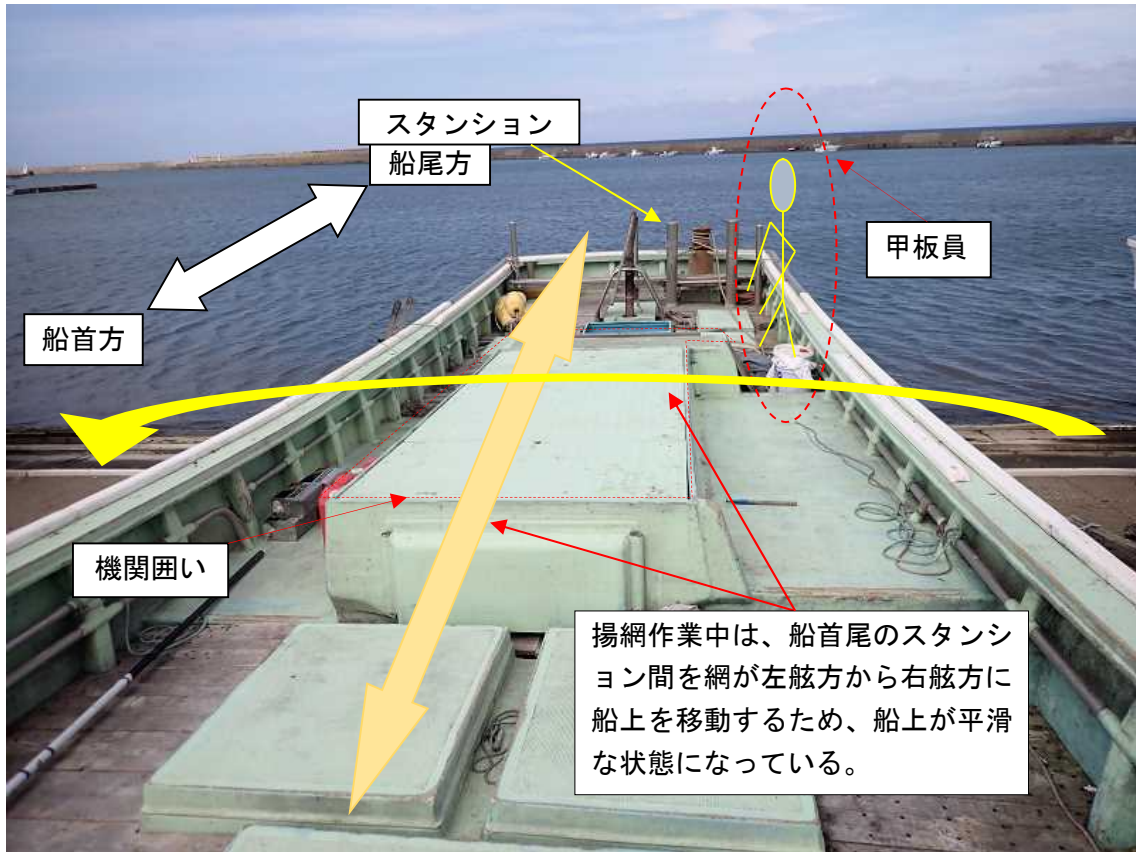 スタンション
船尾方
甲板員
船首方
機関囲い
揚網作業中は、船首尾のスタンシ
ョン間を網が左舷方から右舷方に
船上を移動するため、船上が平滑
な状態になっている。